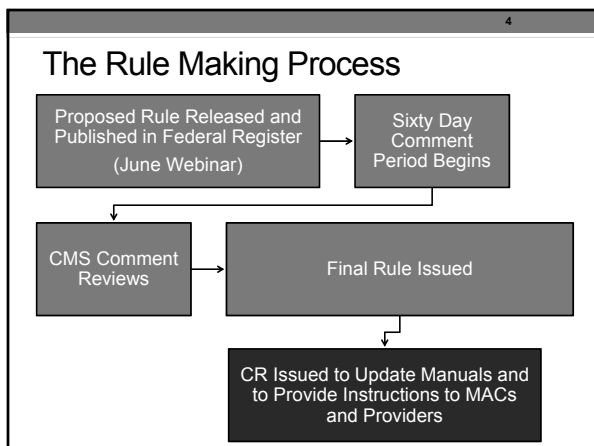 4
The Rule Making Process
Proposed Rule Released and
Published in Federal Register
(June Webinar)
Sixty Day
Comment
Period Begins
CMS Comment
Reviews
Final Rule Issued
CR Issued to Update Manuals and
to Provide Instructions to MACs
and Providers